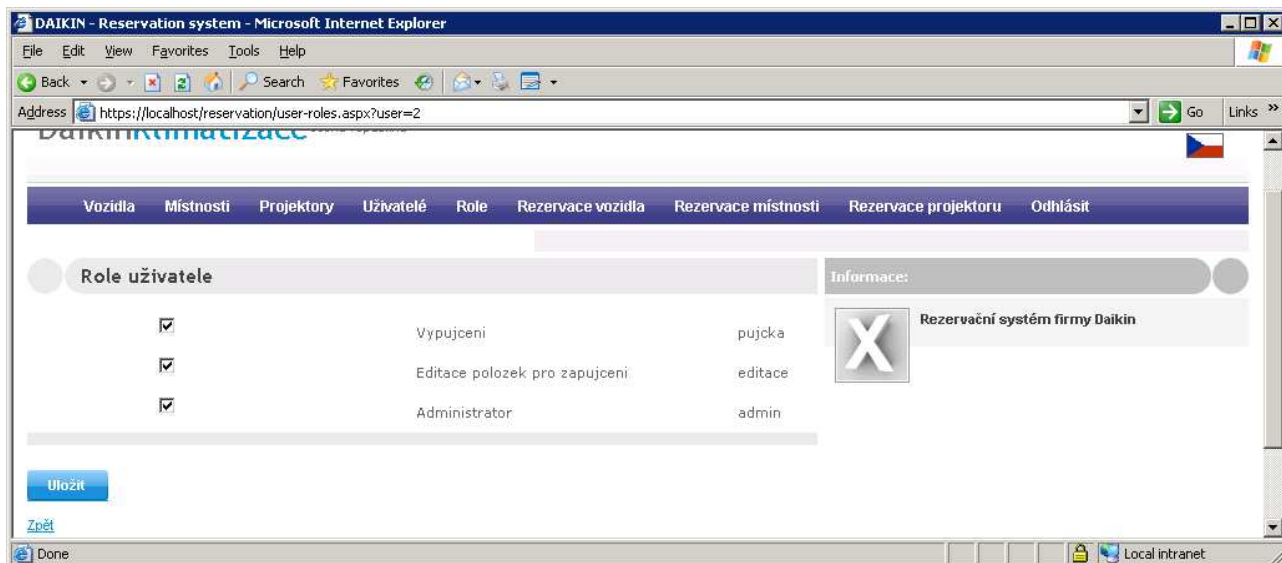 DAIKIN - Reservation system - Microsoft Internet Explorer
File Edit View Favorites Tools Help
Back Search Favorites
Address https://localhost/reservation/user-roles.aspx?user=2 Go Links »
Vozidla Místnosti Projektory Uživatelé Role Rezervace vozidla Rezervace místnosti Rezervace projektoru Odhlásit
Role uživatele
Informace:
Rezervační systém firmy Daikin
Vypujceni pujcka
Editace polozek pro zapujceni editace
Administrator admin
Uložit
Zpět
Done Local intranet